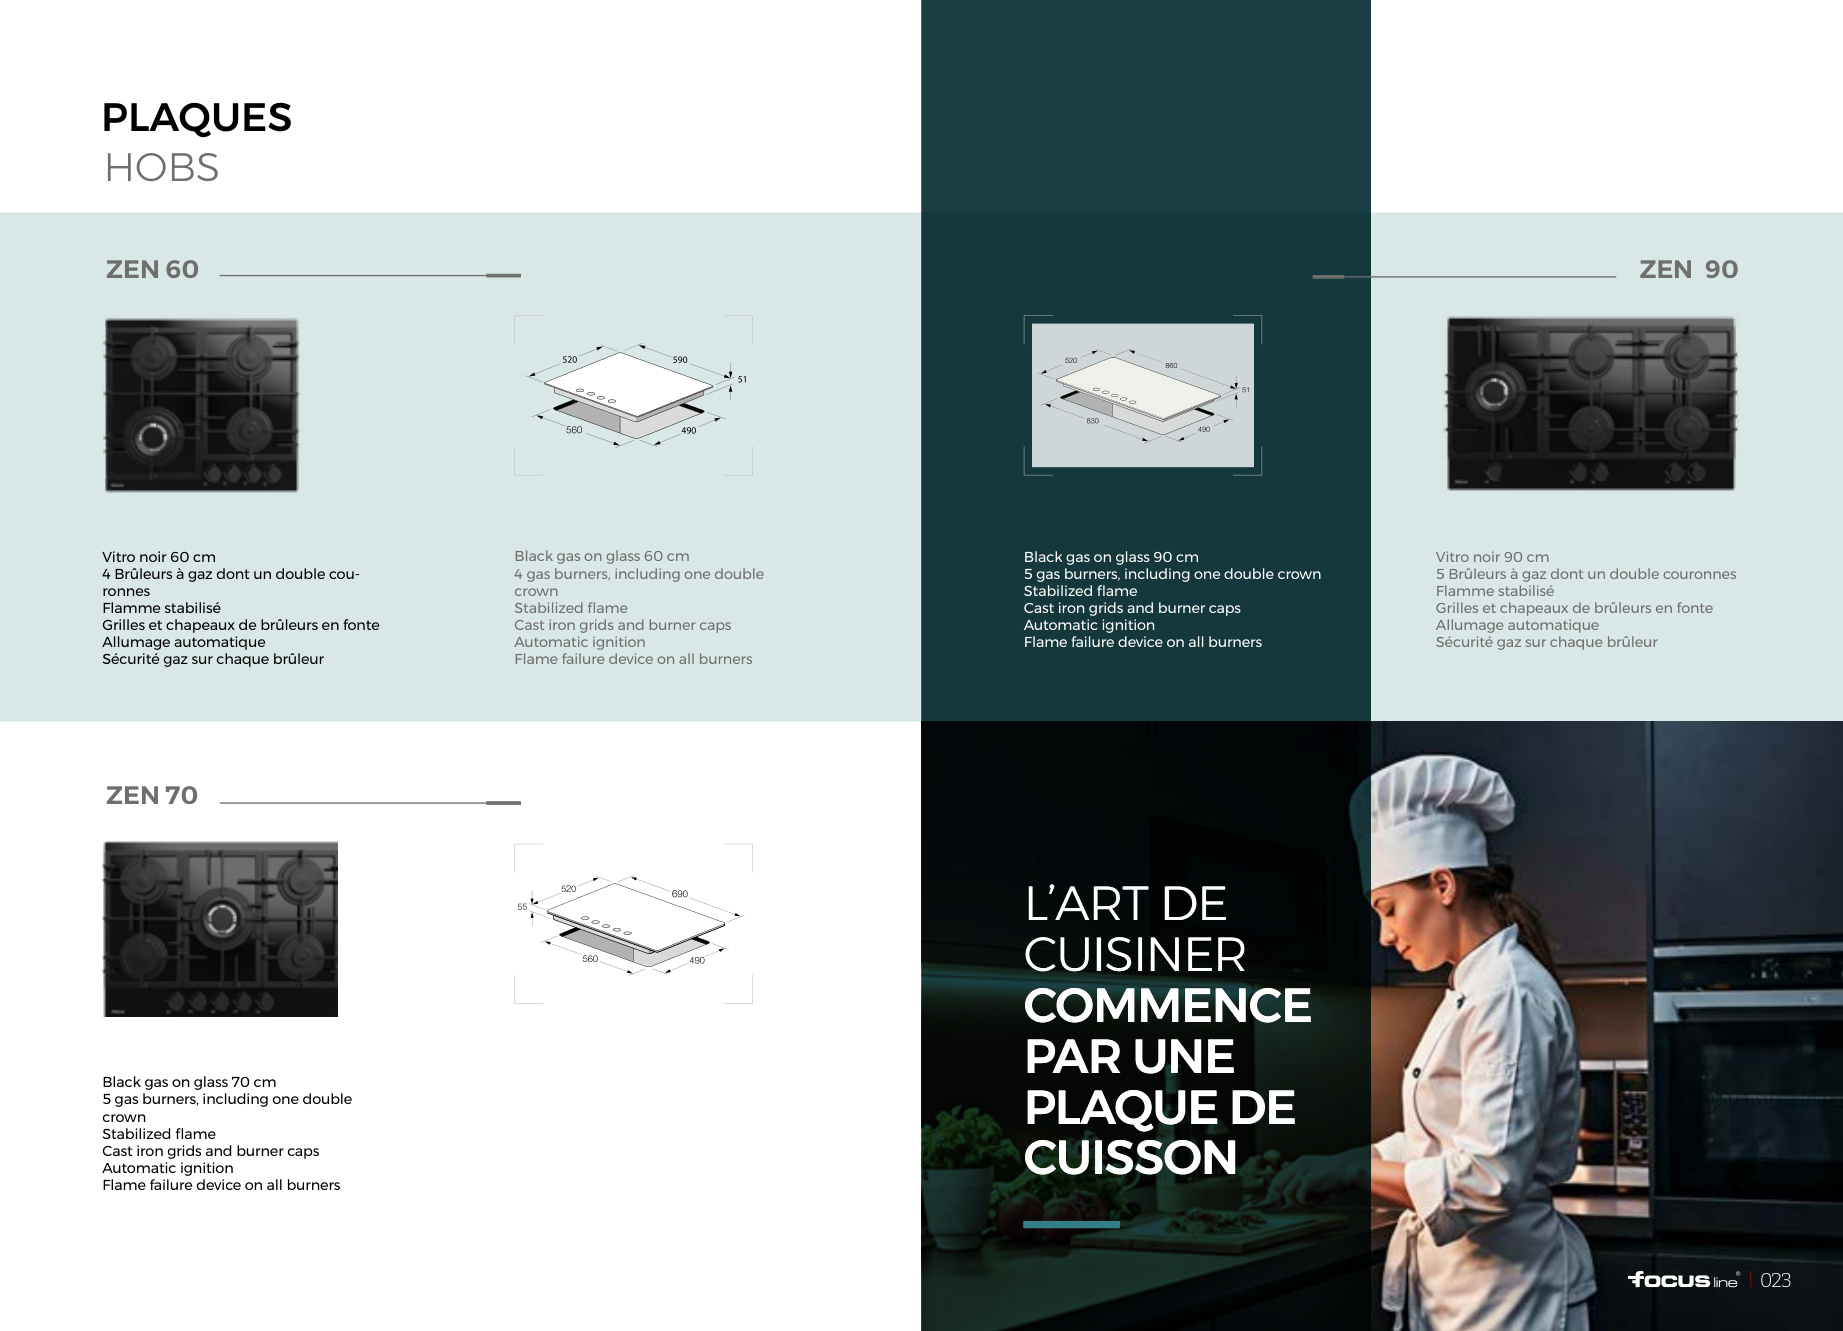 PLAQUES
HOBS
ZEN 60
520
590
51
560
490
Vitro noir 60 cm
4 Brûleurs à gaz dont un double cou-
ronnes
Flamme stabilisé
Grilles et chapeaux de brûleurs en fonte
Allumage automatique
Sécurité gaz sur chaque brûleur
Black gas on glass 60 cm
4 gas burners, including one double
crown
Stabilized flame
Cast iron grids and burner caps
Automatic ignition
Flame failure device on all burners
ZEN 70
520
690
55
560
490
Black gas on glass 70 cm
5 gas burners, including one double
crown
Stabilized flame
Cast iron grids and burner caps
Automatic ignition
Flame failure device on all burners
ZEN 90
520
860
51
830
490
Black gas on glass 90 cm
5 gas burners, including one double crown
Stabilized flame
Cast iron grids and burner caps
Automatic ignition
Flame failure device on all burners
Vitro noir 90 cm
5 Brûleurs à gaz dont un double couronnes
Flamme stabilisé
Grilles et chapeaux de brûleurs en fonte
Allumage automatique
Sécurité gaz sur chaque brûleur
L'ART DE
CUISINER
COMMENCE
PAR UNE
PLAQUE DE
CUISSON
focus line® | 023